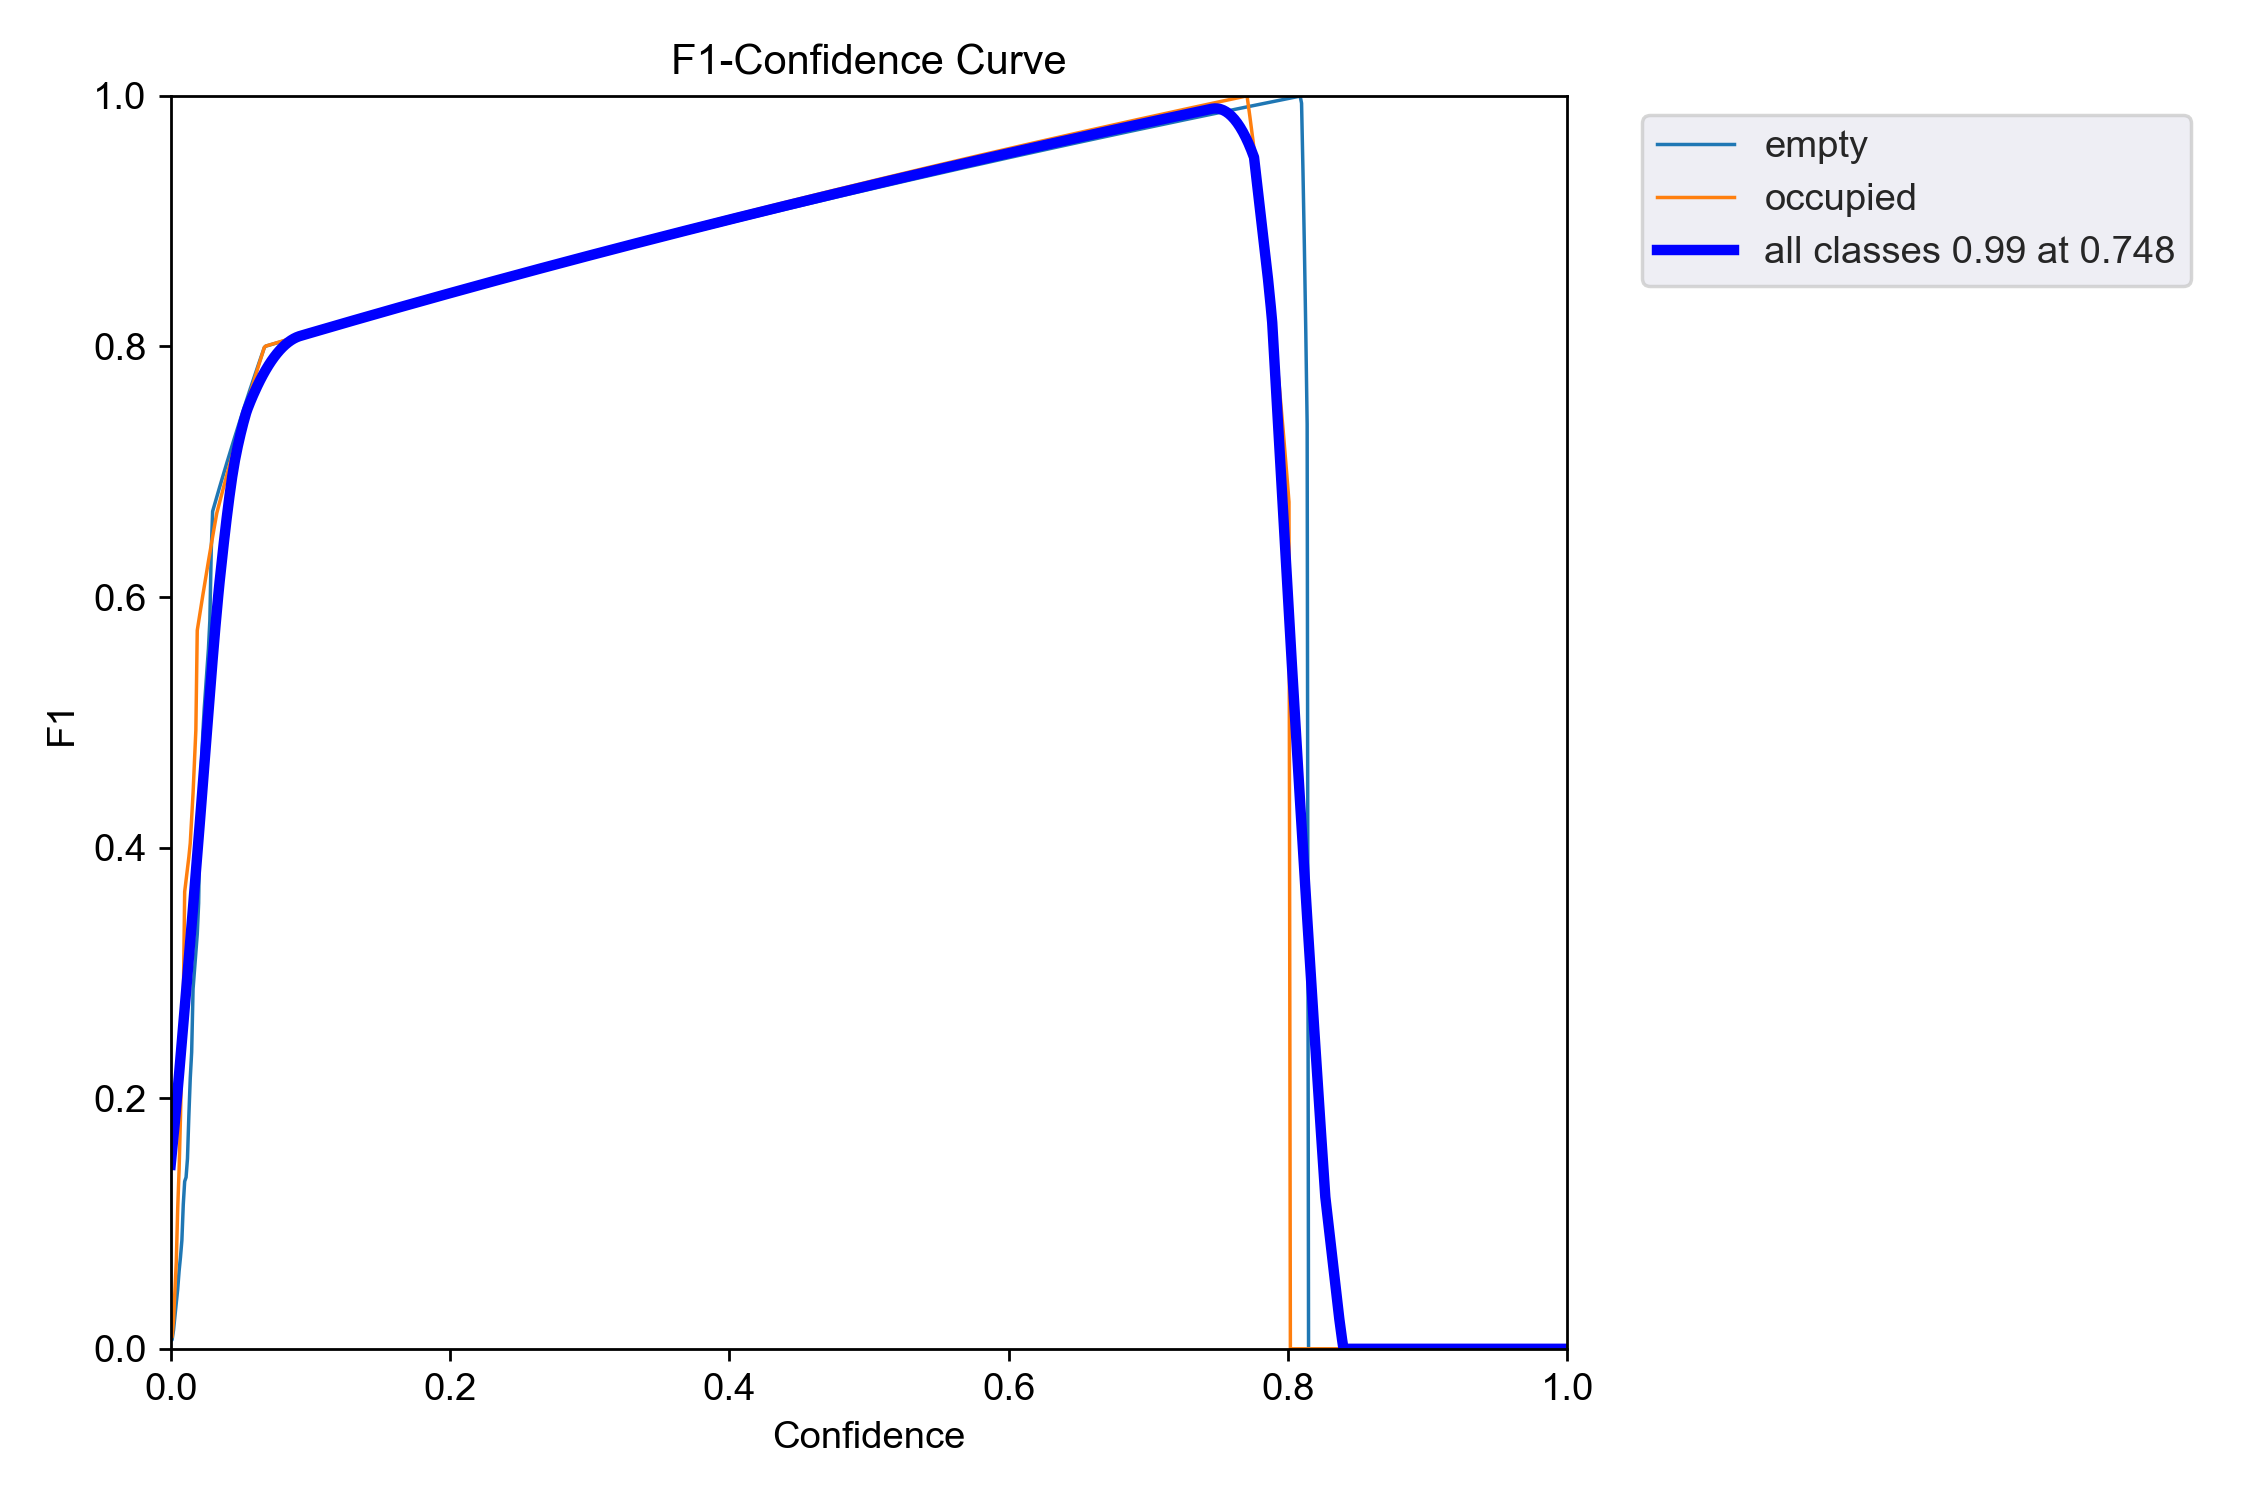 F1-Confidence Curve
1.0
0.8
0.6
0.4
0.2
0.0
F1
0.0 0.2 0.4 0.6 0.8 1.0
Confidence
empty
occupied
all classes 0.99 at 0.748